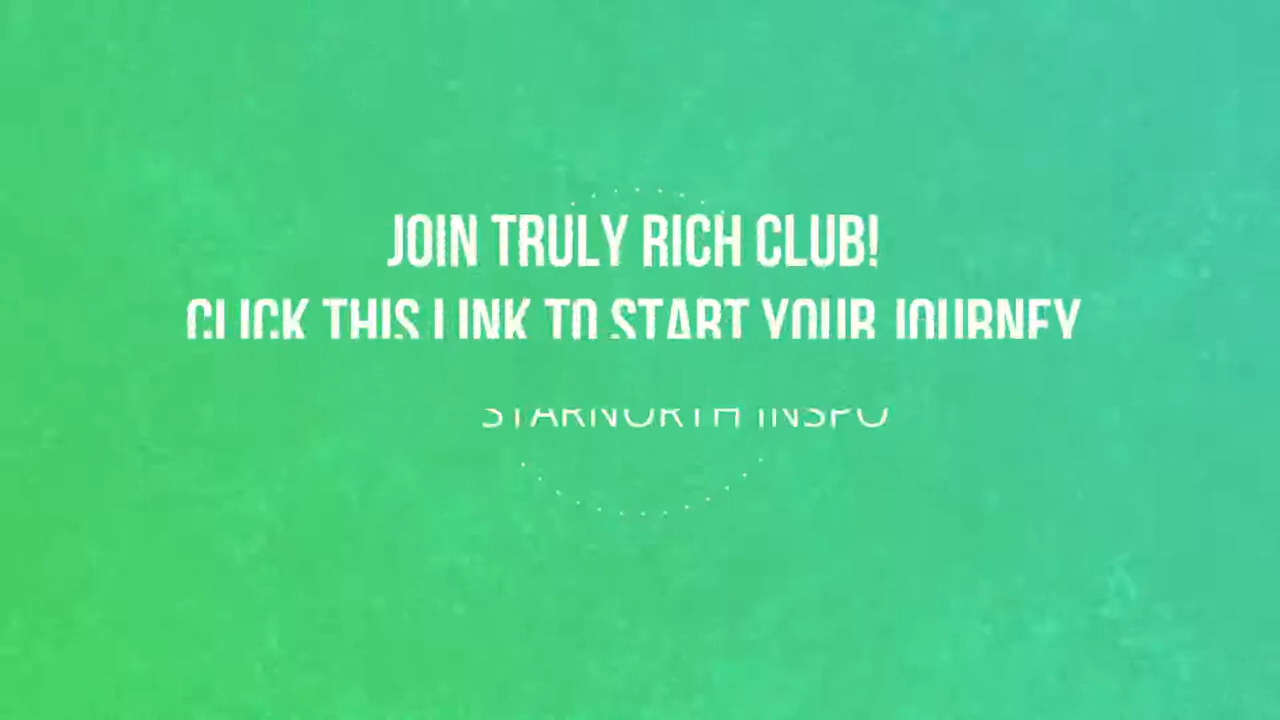 JOIN TRULY RICH CLUB!
CLICK THIS LINK TO START YOUR JOURNEY
STARNORTH INSPO